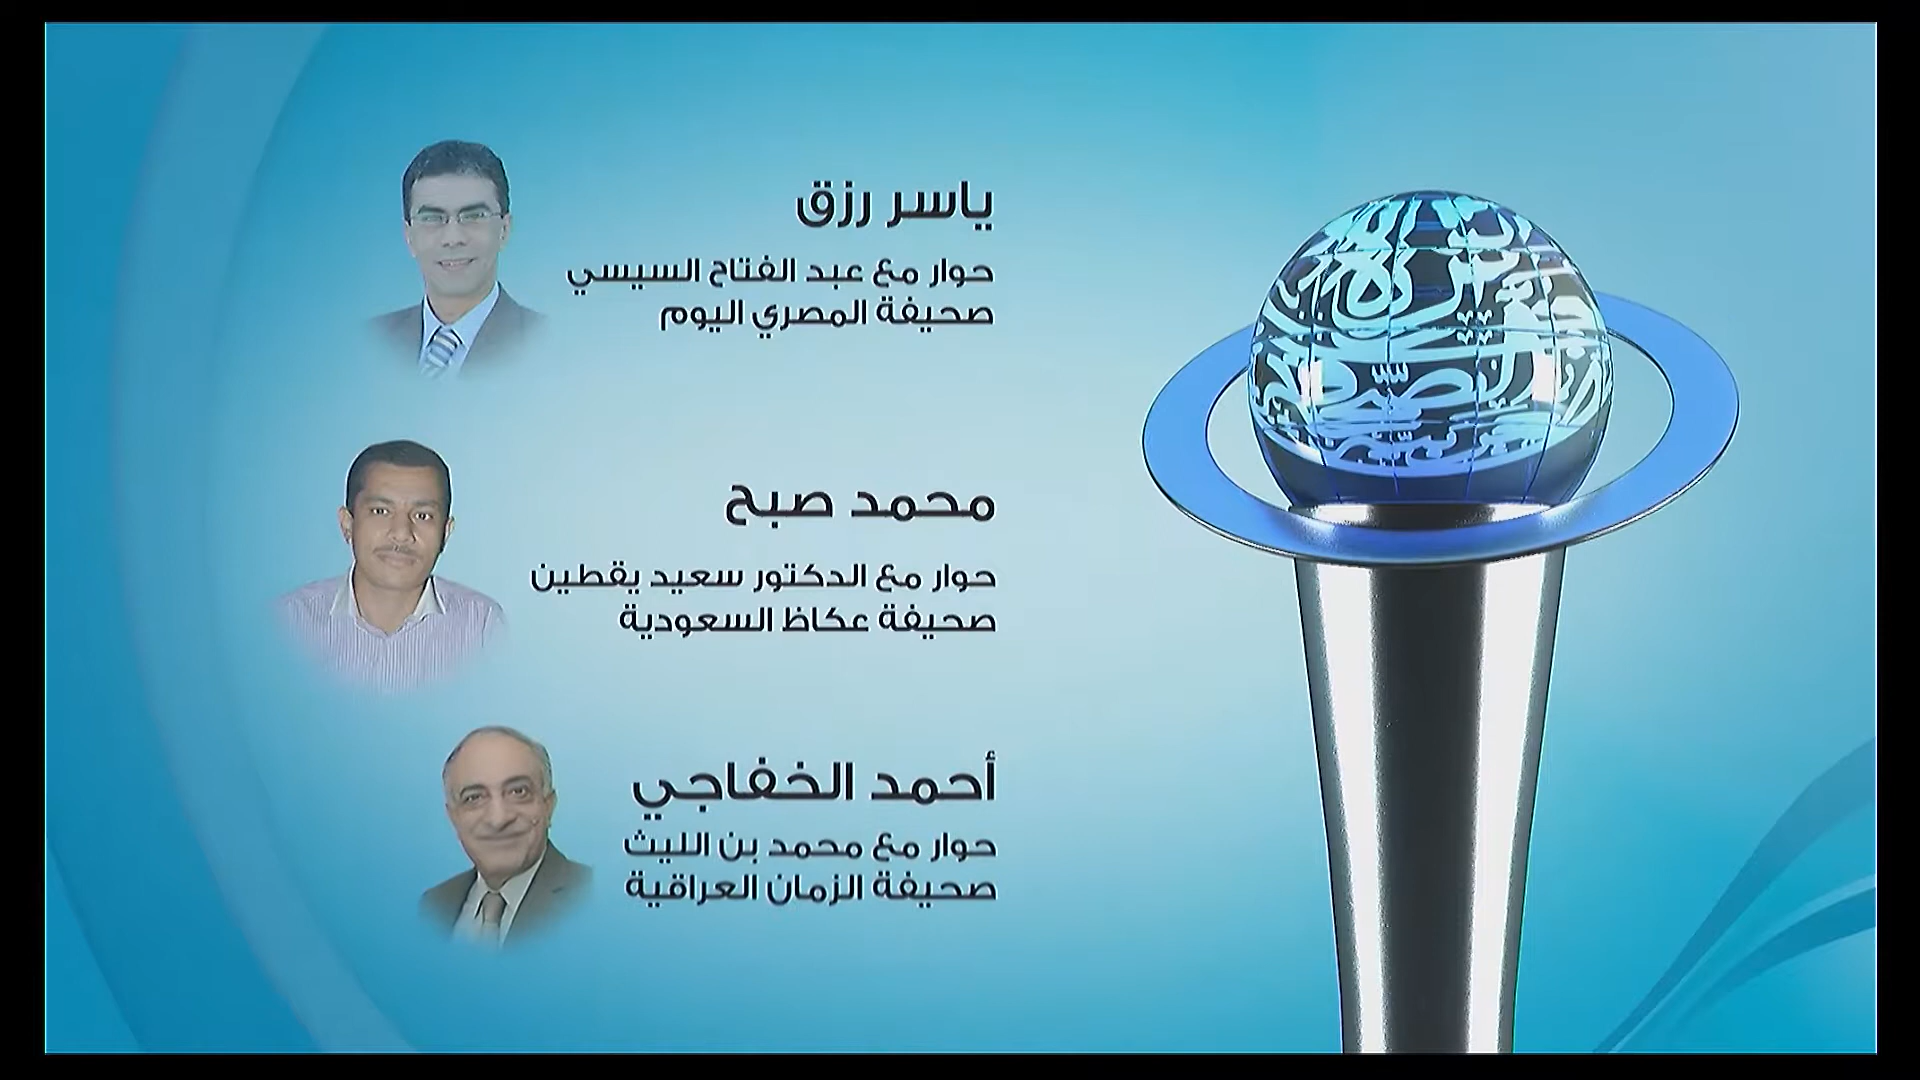 ياسر رزق
حوار مع عبد الفتاح السيسي
صحيفة المصري اليوم
محمد صبح
حوار مع الدكتور سعيد يقطين
صحيفة عكاظ السعودية
أحمد الخفاجي
حوار مع محمد بن الليث
صحيفة الزمان العراقية